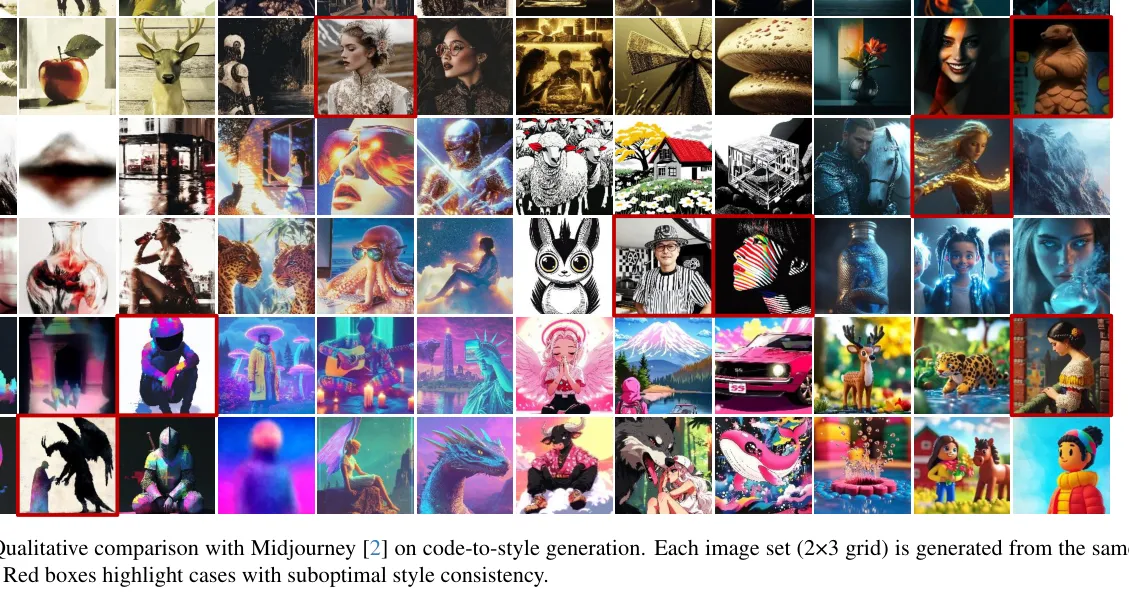 Qualitative comparison with Midjourney [2] on code-to-style generation. Each image set (2×3 grid) is generated from the
Red boxes highlight cases with suboptimal style consistency.
SS